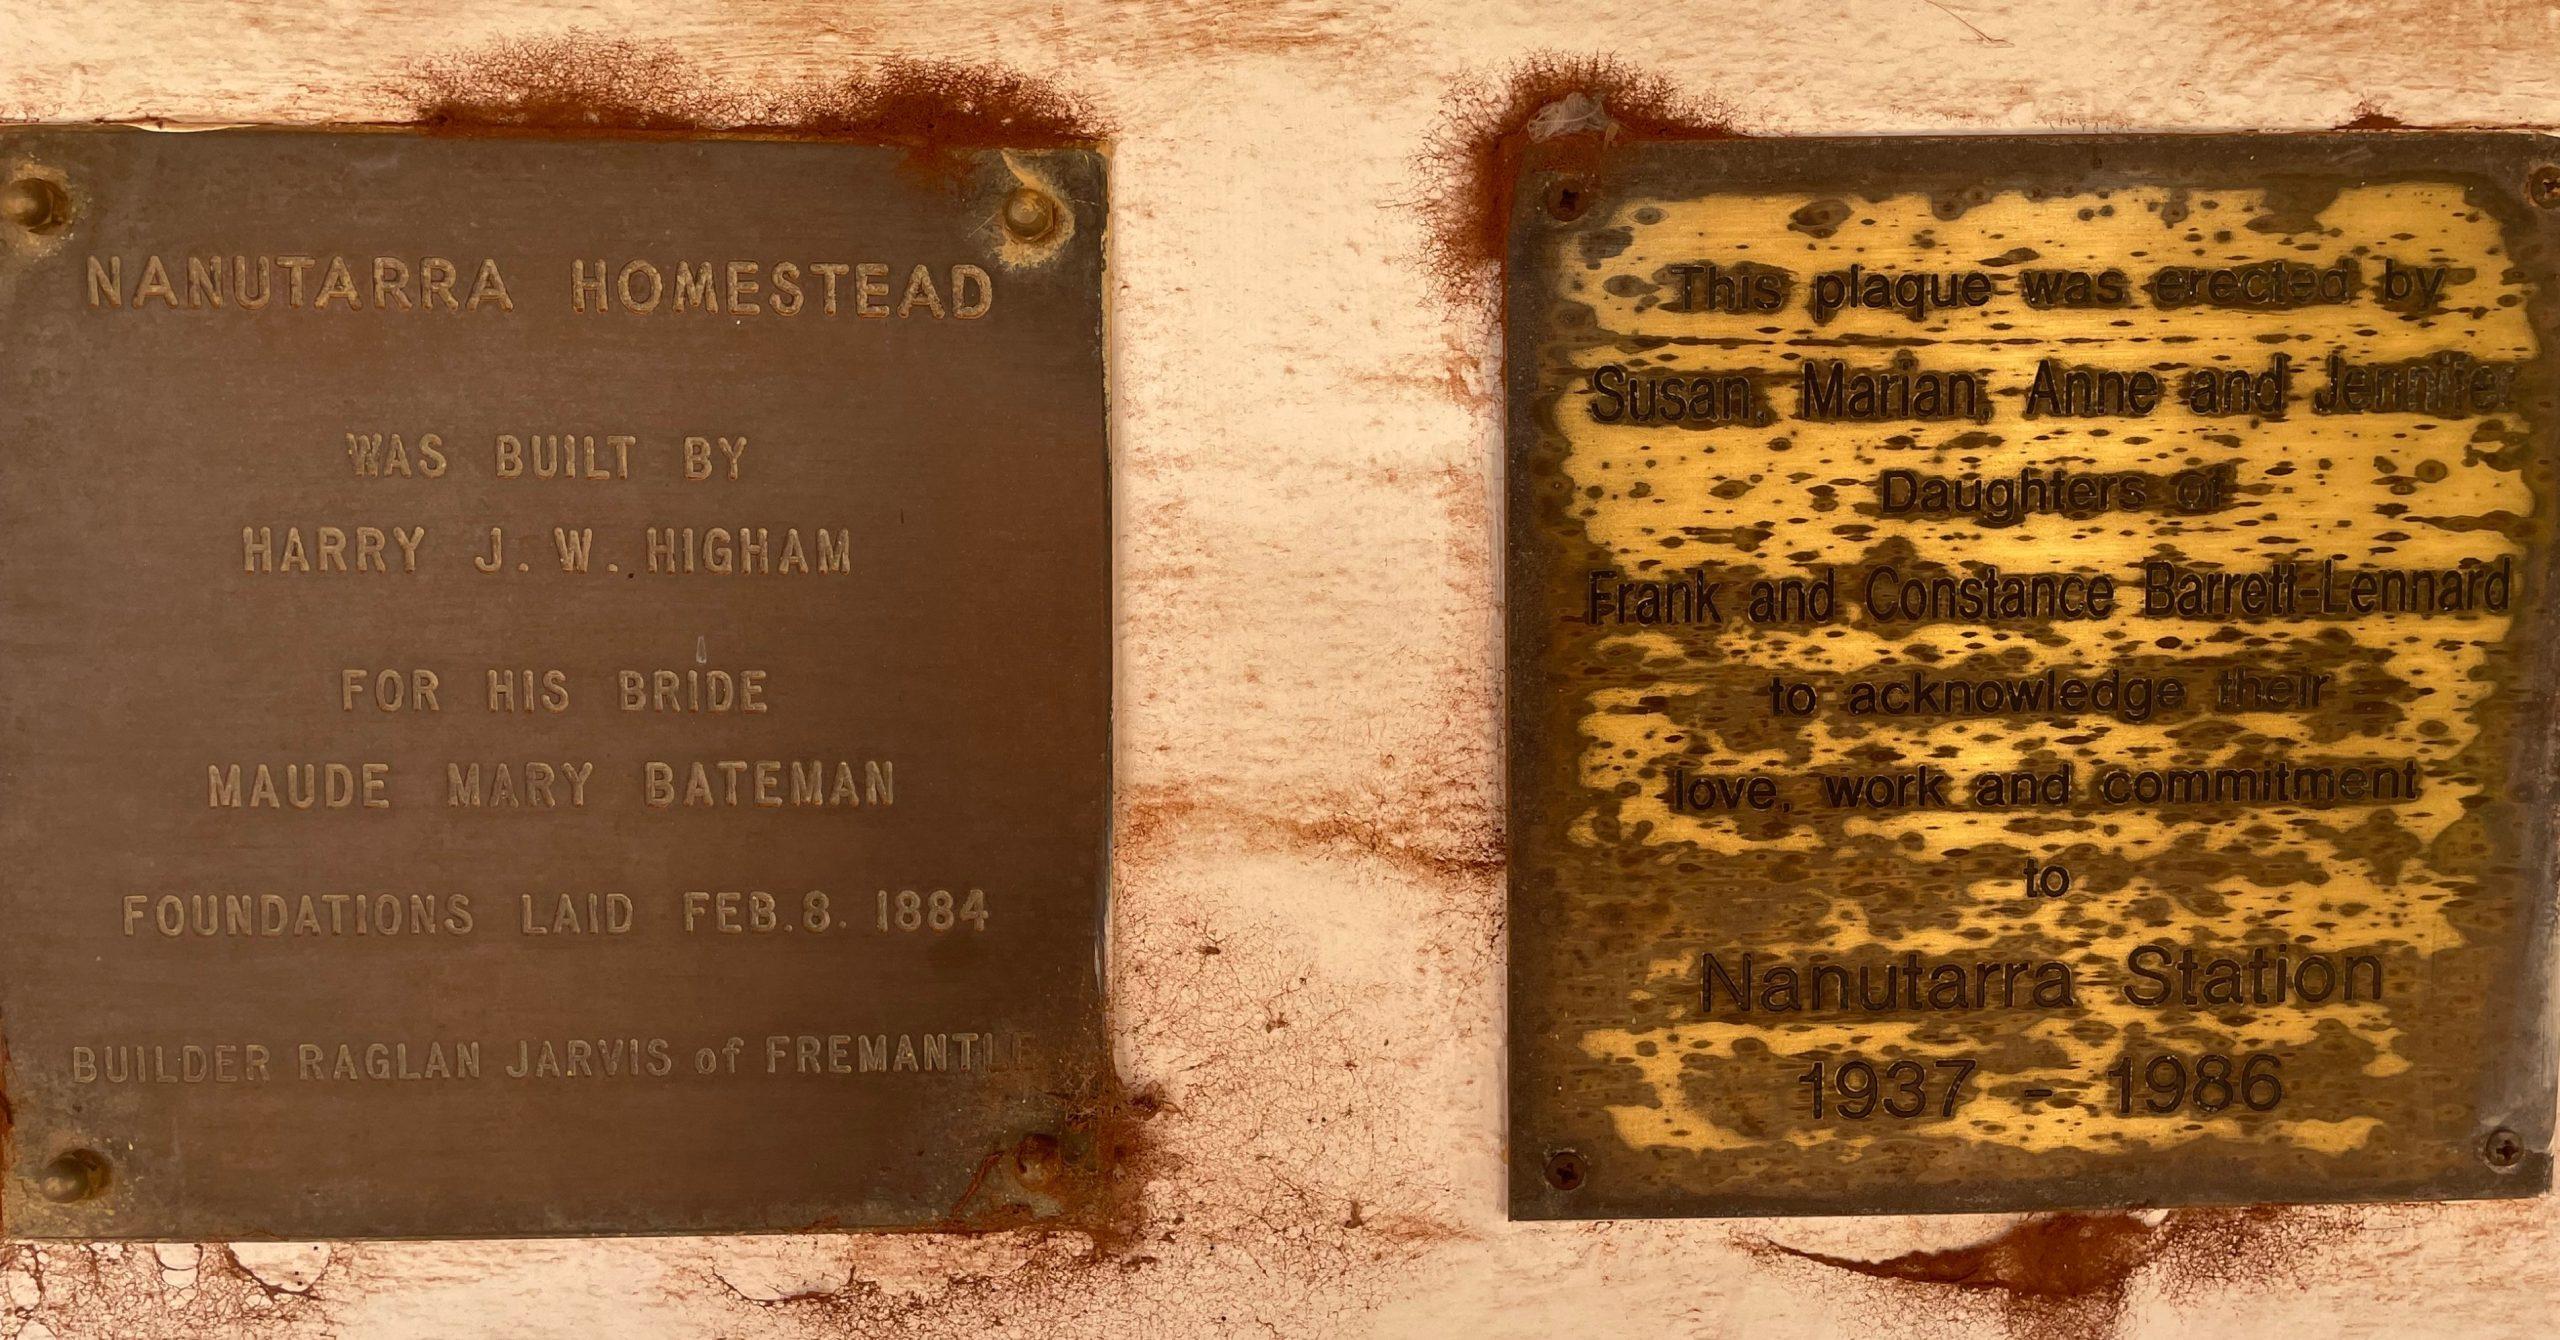 NANUTARRA HOMESTEAD
WAS BUILT BY
HARRY J. W. HIGHAM
FOR HIS BRIDE
MAUDE MARY BATEMAN
FOUNDATIONS LAID FEB. 8. 1884
BUILDER RAGLAN JARVIS of FREMANTLE
This plaque was erected by
Susan, Marian, Anne and Jennifer
Daughters of
Frank and Constance Barrett-Lennard
to acknowledge their
love, work and commitment
to
Nanutarra Station
1937 - 1986